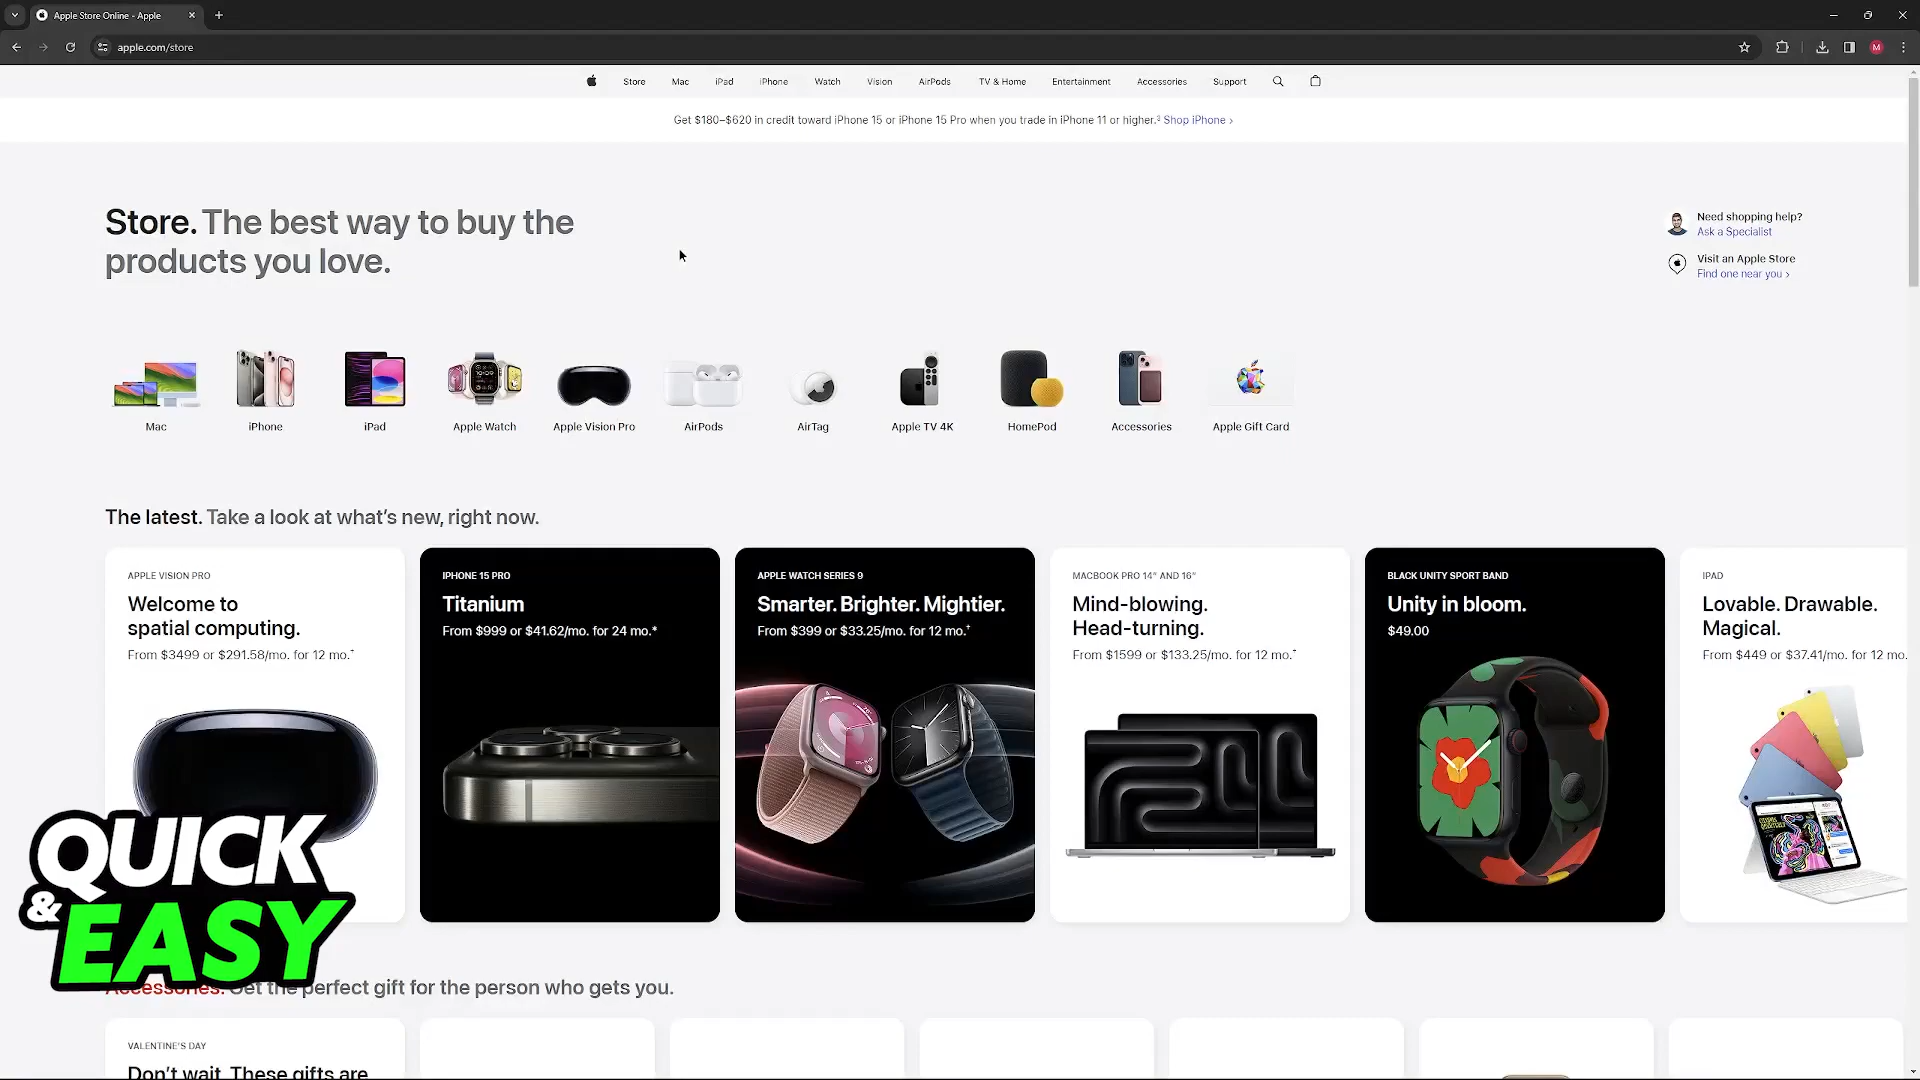 Apple Store Online - Apple
apple.com/store
M
Store Mac iPad iPhone Watch Vision AirPods TV & Home Entertainment Accessories Support
Get $180–$620 in credit toward iPhone 15 or iPhone 15 Pro when you trade in iPhone 11 or higher.² Shop iPhone ›
Store. The best way to buy the
products you love.
Need shopping help?
Ask a Specialist
Visit an Apple Store
Find one near you ›
Mac iPhone iPad Apple Watch Apple Vision Pro AirPods AirTag Apple TV 4K HomePod Accessories Apple Gift Card
The latest. Take a look at what's new, right now.
APPLE VISION PRO
Welcome to
spatial computing.
From $3499 or $291.58/mo. for 12 mo.⁺
IPHONE 15 PRO
Titanium
From $999 or $41.62/mo. for 24 mo.*
APPLE WATCH SERIES 9
Smarter. Brighter. Mightier.
From $399 or $33.25/mo. for 12 mo.⁺
MACBOOK PRO 14" AND 16"
Mind-blowing.
Head-turning.
From $1599 or $133.25/mo. for 12 mo.⁺
BLACK UNITY SPORT BAND
Unity in bloom.
$49.00
IPAD
Lovable. Drawable.
Magical.
From $449 or $37.41/mo. for 12 mo.
QUICK
& EASY
Accessories. Get the perfect gift for the person who gets you.
VALENTINE'S DAY
Don't wait. These gifts are